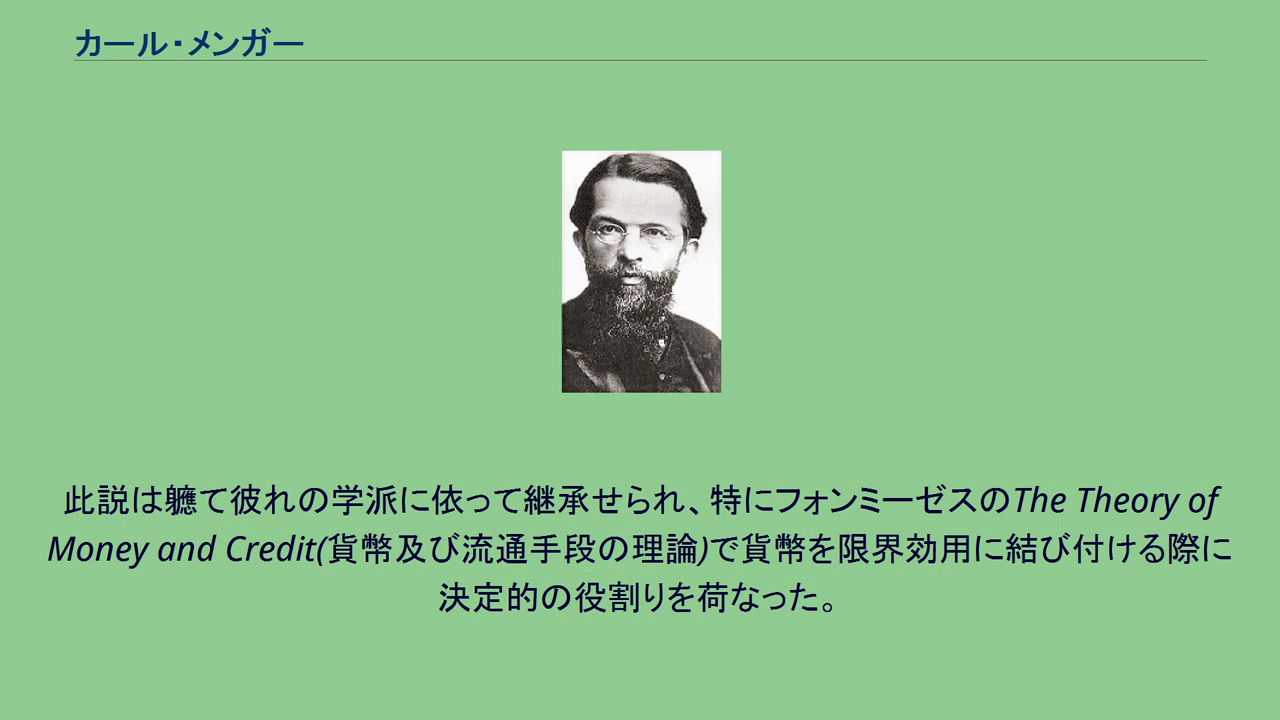 カール・メンガー
此説は軈て彼れの学派に依って継承せられ、特にフォンミーゼスのThe Theory of
Money and Credit(貨幣及び流通手段の理論)で貨幣を限界効用に結び付ける際に
決定的の役割りを荷なった。